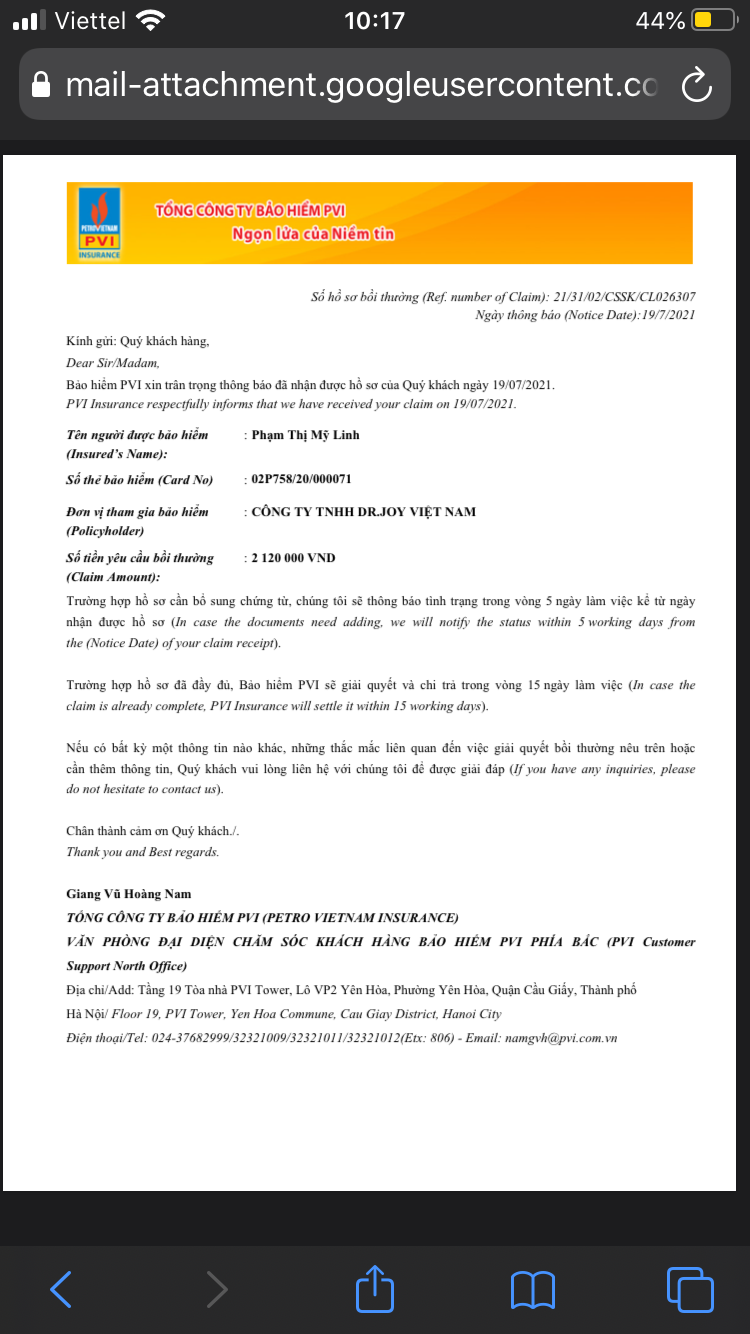 Viettel
10:17
44%
mail-attachment.googleusercontent.co
PETROVIETNAM
PVI
INSURANCE
TỔNG CÔNG TY BẢO HIỂM PVI
Ngọn lửa của Niềm tin
Số hồ sơ bồi thường (Ref. number of Claim): 21/31/02/CSSK/CL026307
Ngày thông báo (Notice Date):19/7/2021
Kính gửi: Quý khách hàng,
Dear Sir/Madam,
Bảo hiểm PVI xin trân trọng thông báo đã nhận được hồ sơ của Quý khách ngày 19/07/2021.
PVI Insurance respectfully informs that we have received your claim on 19/07/2021.
Tên người được bảo hiểm : Phạm Thị Mỹ Linh
(Insured's Name):
Số thẻ bảo hiểm (Card No) : 02P758/20/000071
Đơn vị tham gia bảo hiểm : CÔNG TY TNHH DR.JOY VIỆT NAM
(Policyholder)
Số tiền yêu cầu bồi thường : 2 120 000 VND
(Claim Amount):
Trường hợp hồ sơ cần bổ sung chứng từ, chúng tôi sẽ thông báo tình trạng trong vòng 5 ngày làm việc kể từ ngày
nhận được hồ sơ (In case the documents need adding, we will notify the status within 5 working days from
the (Notice Date) of your claim receipt).
Trường hợp hồ sơ đã đầy đủ, Bảo hiểm PVI sẽ giải quyết và chi trả trong vòng 15 ngày làm việc (In case the
claim is already complete, PVI Insurance will settle it within 15 working days).
Nếu có bất kỳ một thông tin nào khác, những thắc mắc liên quan đến việc giải quyết bồi thường nêu trên hoặc
cần thêm thông tin, Quý khách vui lòng liên hệ với chúng tôi để được giải đáp (If you have any inquiries, please
do not hesitate to contact us).
Chân thành cảm ơn Quý khách./.
Thank you and Best regards.
Giang Vũ Hoàng Nam
TỔNG CÔNG TY BẢO HIỂM PVI (PETRO VIETNAM INSURANCE)
VĂN PHÒNG ĐẠI DIỆN CHĂM SÓC KHÁCH HÀNG BẢO HIỂM PVI PHÍA BẮC (PVI Customer
Support North Office)
Địa chỉ/Add: Tầng 19 Tòa nhà PVI Tower, Lô VP2 Yên Hòa, Phường Yên Hòa, Quận Cầu Giấy, Thành phố
Hà Nội/ Floor 19, PVI Tower, Yen Hoa Commune, Cau Giay District, Hanoi City
Điện thoại/Tel: 024-37682999/32321009/32321011/32321012(Etx: 806) - Email: namgvh@pvi.com.vn